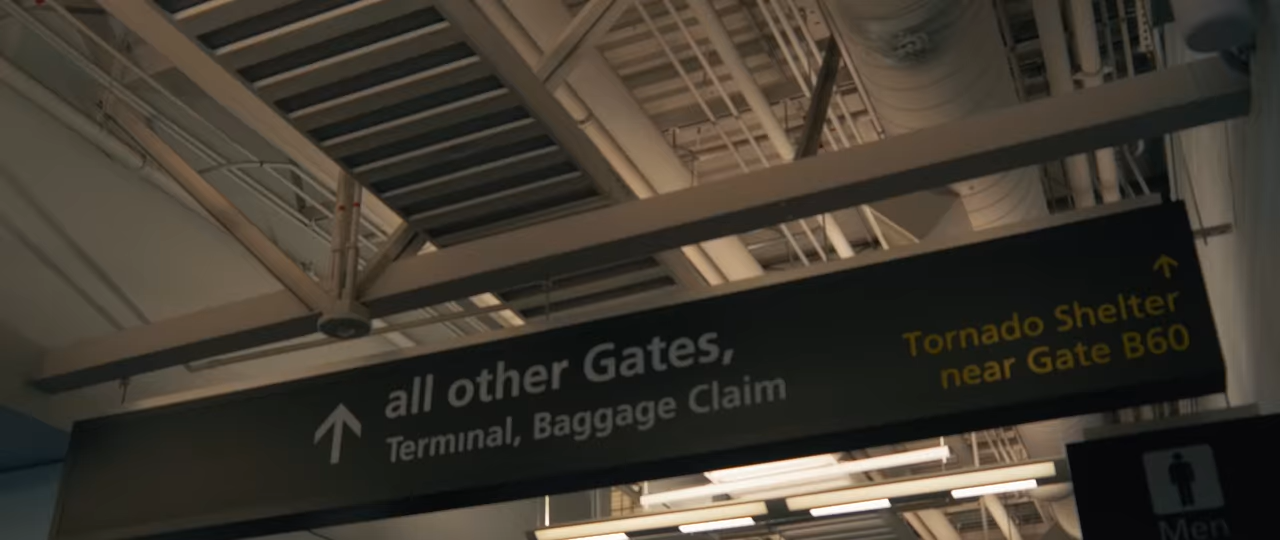 all other Gates,
Terminal, Baggage Claim
Tornado Shelter
near Gate B60
Men